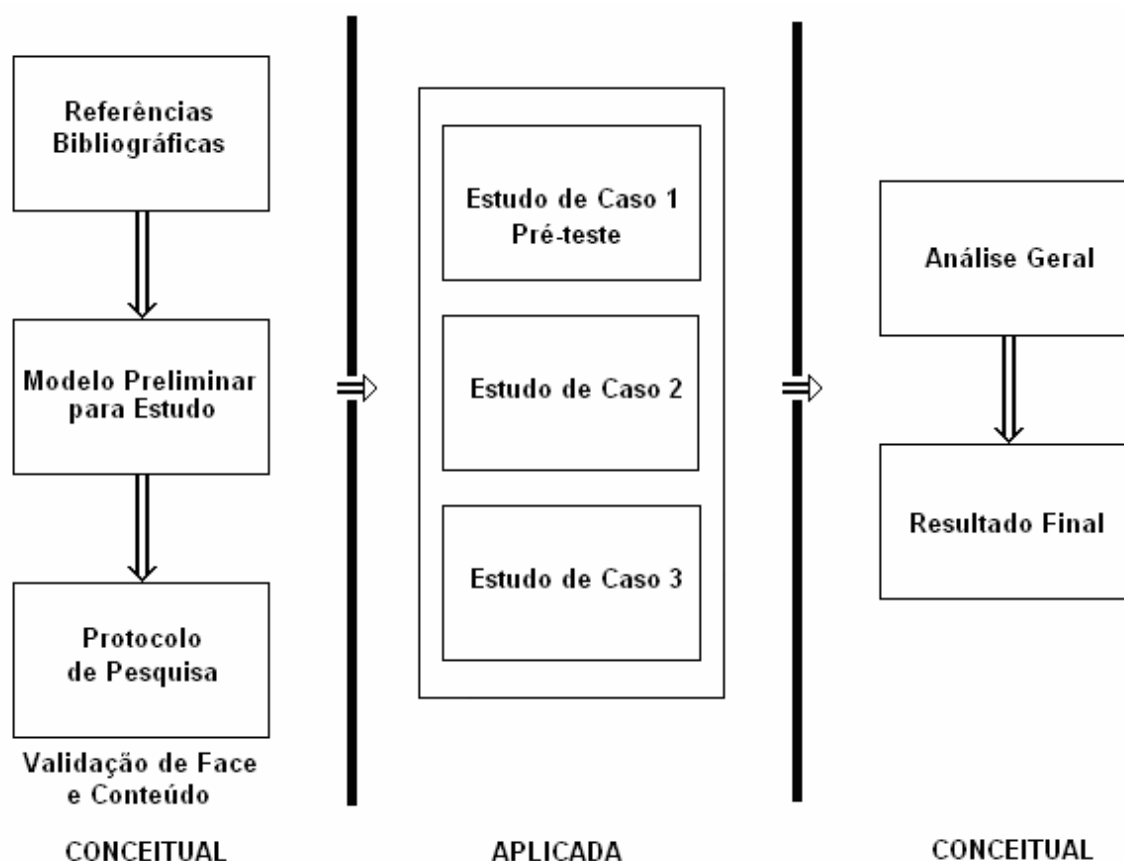 Referências
Bibliográficas
Modelo Preliminar
para Estudo
Protocolo
de Pesquisa
Validação de Face
e Conteúdo
CONCEITUAL
Estudo de Caso 1
Pré-teste
Estudo de Caso 2
Estudo de Caso 3
APLICADA
Análise Geral
Resultado Final
CONCEITUAL